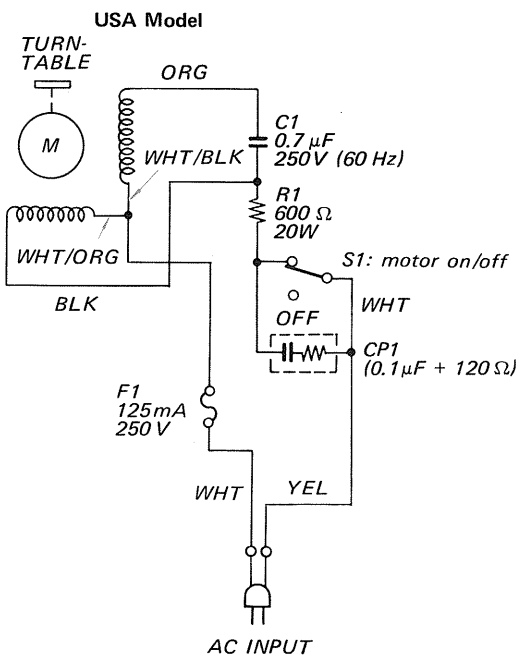 USA Model
TURN-
TABLE
M
ORG
C1
0.7 µF
250V (60 Hz)
WHT/BLK
R1
600 Ω
20W
WHT/ORG
BLK
S1: motor on/off
WHT
OFF
CP1
(0.1µF + 120 Ω)
F1
125mA
250 V
WHT
YEL
AC INPUT